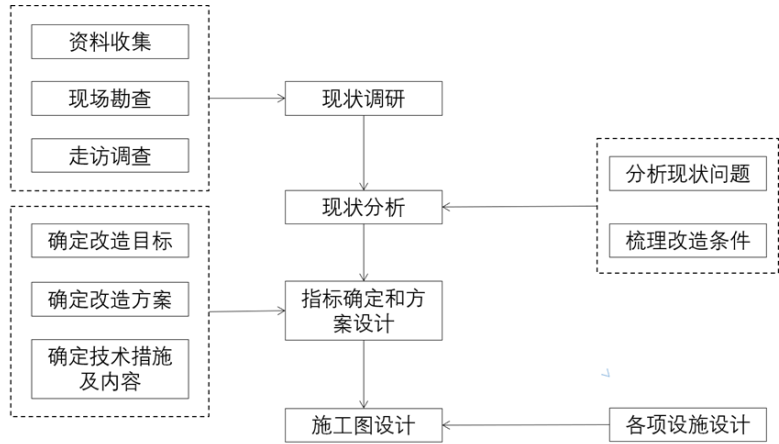 资料收集
现场勘查
走访调查
现状调研
现状分析
分析现状问题
梳理改造条件
确定改造目标
确定改造方案
确定技术措施
及内容
指标确定和方
案设计
施工图设计
各项设施设计